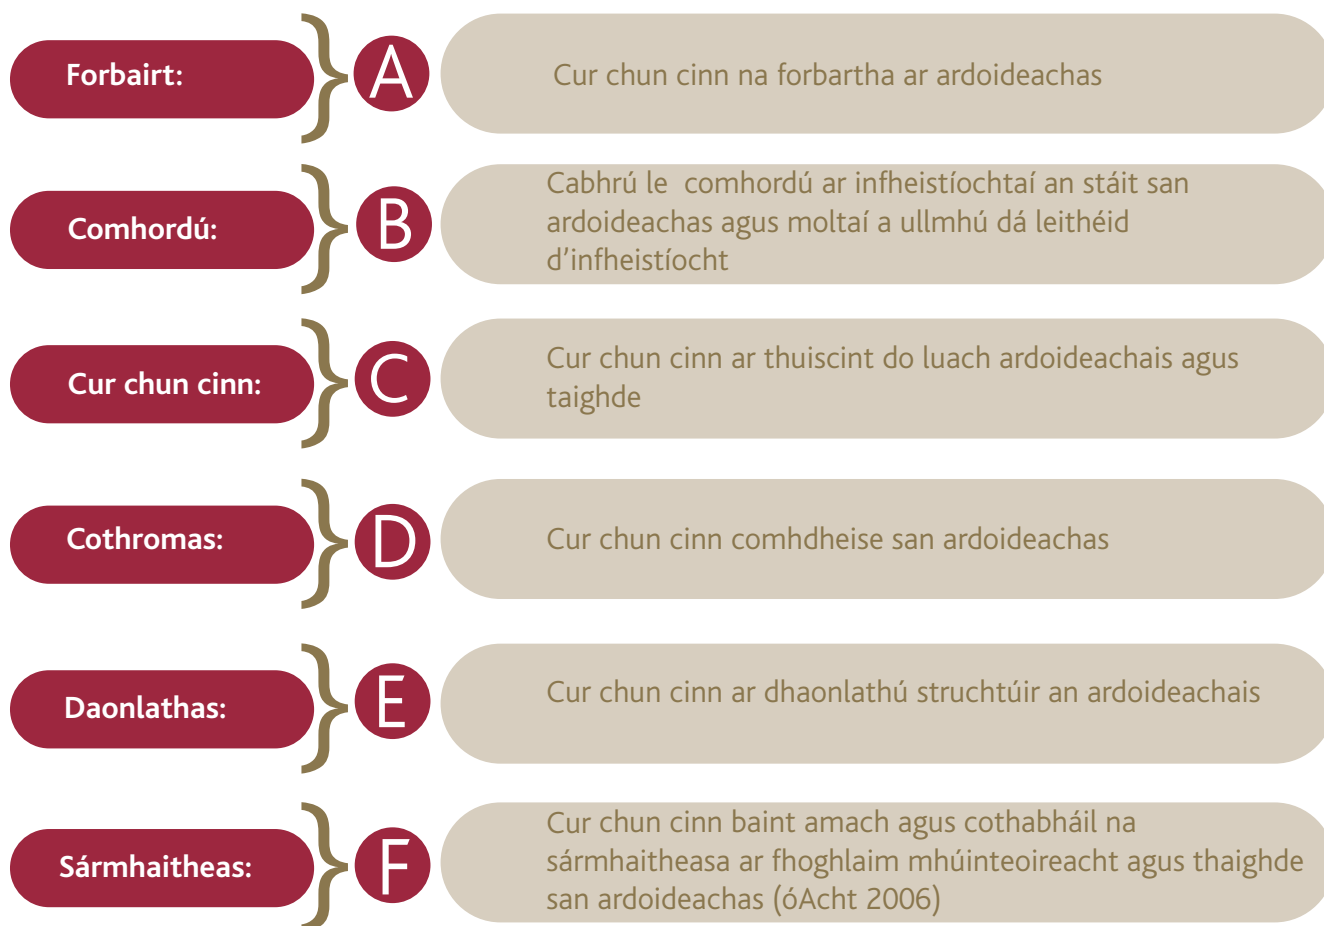 Forbairt:
A
Cur chun cinn na forbartha ar ardoideachas
Comhordú:
B
Cabhrú le comhordú ar infheistíochtaí an stáit san
ardoideachas agus moltaí a ullmhú dá leithéid
d’infheistíocht
Cur chun cinn:
C
Cur chun cinn ar thuiscint do luach ardoideachais agus
taighde
Cothromas:
D
Cur chun cinn comhdheise san ardoideachas
Daonlathas:
E
Cur chun cinn ar dhaonlathú struchtúir an ardoideachais
Sármhaitheas:
F
Cur chun cinn baint amach agus cothabháil na
sármhaitheasa ar fhoghlaim mhúinteoireacht agus thaighde
san ardoideachas (óAcht 2006)